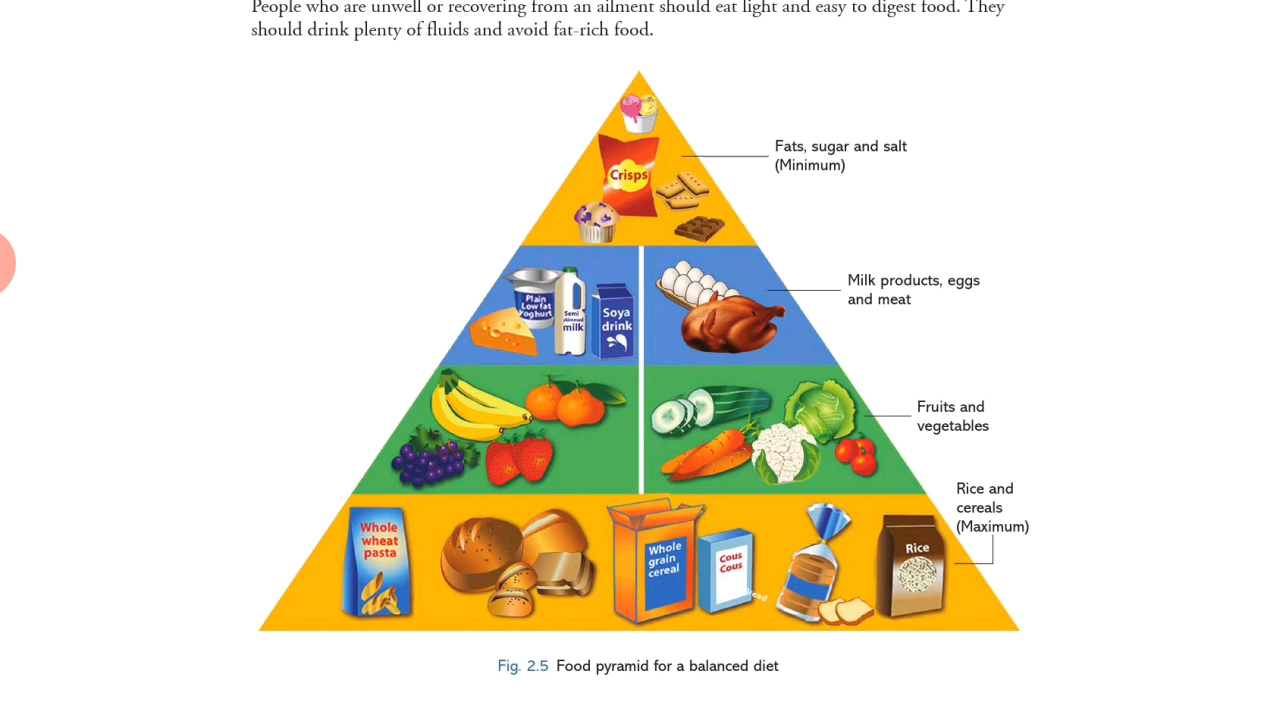 People who are unwell or recovering from an ailment should eat light and easy to digest food. They
should drink plenty of fluids and avoid fat-rich food.
Crisps
Fats, sugar and salt
(Minimum)
Plain
Low fat
yoghurt
Semi
skimmed
milk
Soya
drink
Milk products, eggs
and meat
Fruits and
vegetables
Rice and
cereals
(Maximum)
Whole
wheat
pasta
Whole
grain
cereal
Cous
Cous
Rice
Fig. 2.5 Food pyramid for a balanced diet